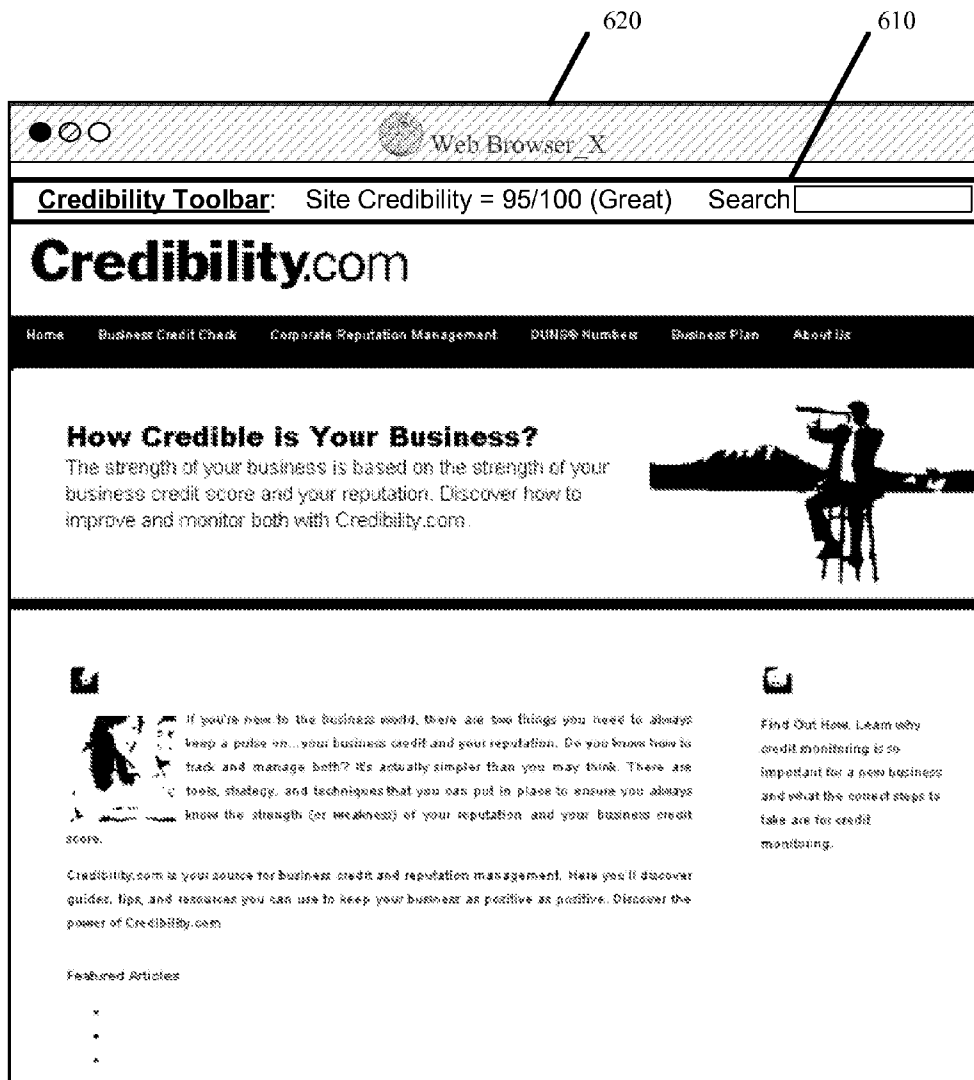 620
610
Web Browser_X
Credibility Toolbar: Site Credibility = 95/100 (Great) Search
Credibility.com
Home Business Credit Check Corporate Reputation Management DUNS® Numbers Business Plan About Us
How Credible is Your Business?
The strength of your business is based on the strength of your
business credit score and your reputation. Discover how to
improve and monitor both with Credibility.com.
If you're new to the business world, there are two things you need to always
keep a pulse on...your business credit and your reputation. Do you know how to
track and manage both? It's actually simpler than you may think. There are
tools, strategy, and techniques that you can put in place to ensure you always
know the strength (or weakness) of your reputation and your business credit
score.
Credibility.com is your source for business credit and reputation management. Here you'll discover
guides, tips, and resources you can use to keep your business as positive as positive. Discover the
power of Credibility.com
Featured Articles
Find Out How. Learn why
credit monitoring is so
important for a new business
and what the correct steps to
take are for credit
monitoring.